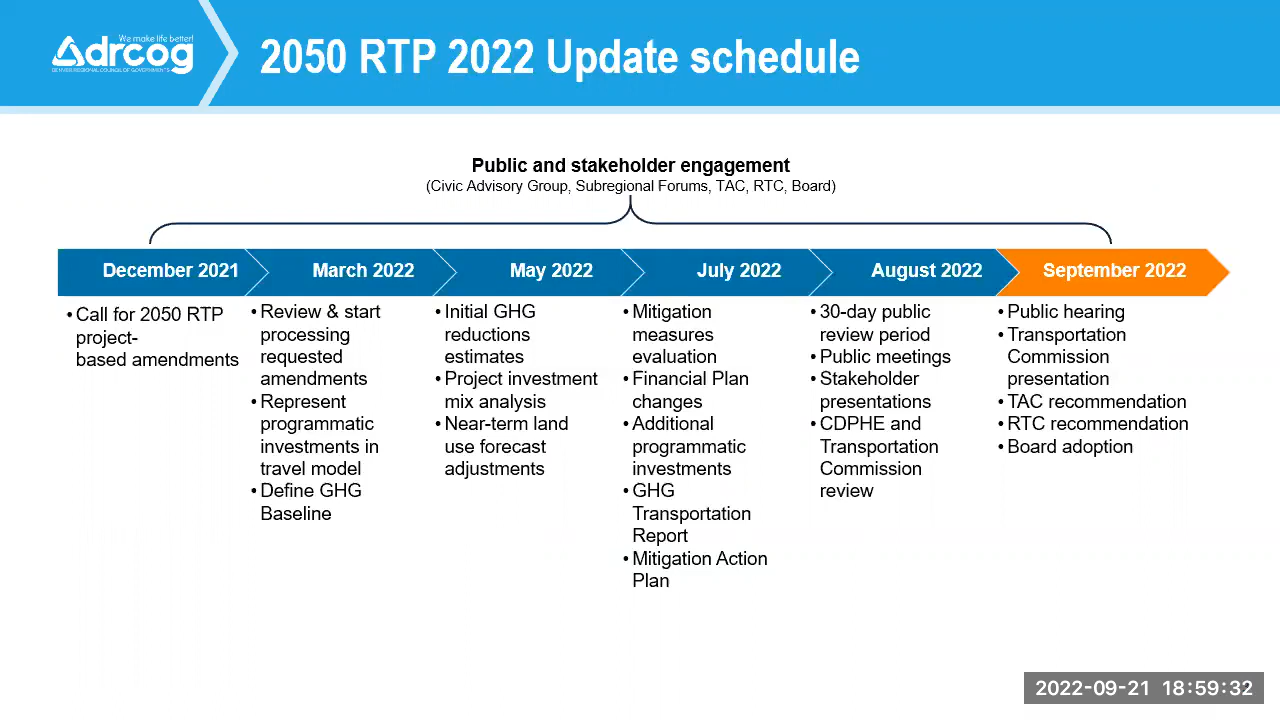 We make life better!
drcog
DENVER REGIONAL COUNCIL OF GOVERNMENTS
2050 RTP 2022 Update schedule
Public and stakeholder engagement
(Civic Advisory Group, Subregional Forums, TAC, RTC, Board)
December 2021
• Call for 2050 RTP
project-
based amendments
March 2022
• Review & start
processing
requested
amendments
• Represent
programmatic
investments in
travel model
• Define GHG
Baseline
May 2022
• Initial GHG
reductions
estimates
• Project investment
mix analysis
• Near-term land
use forecast
adjustments
July 2022
• Mitigation
measures
evaluation
• Financial Plan
changes
• Additional
programmatic
investments
• GHG
Transportation
Report
• Mitigation Action
Plan
August 2022
• 30-day public
review period
• Public meetings
• Stakeholder
presentations
• CDPHE and
Transportation
Commission
review
September 2022
• Public hearing
• Transportation
Commission
presentation
• TAC recommendation
• RTC recommendation
• Board adoption
2022-09-21 18:59:32